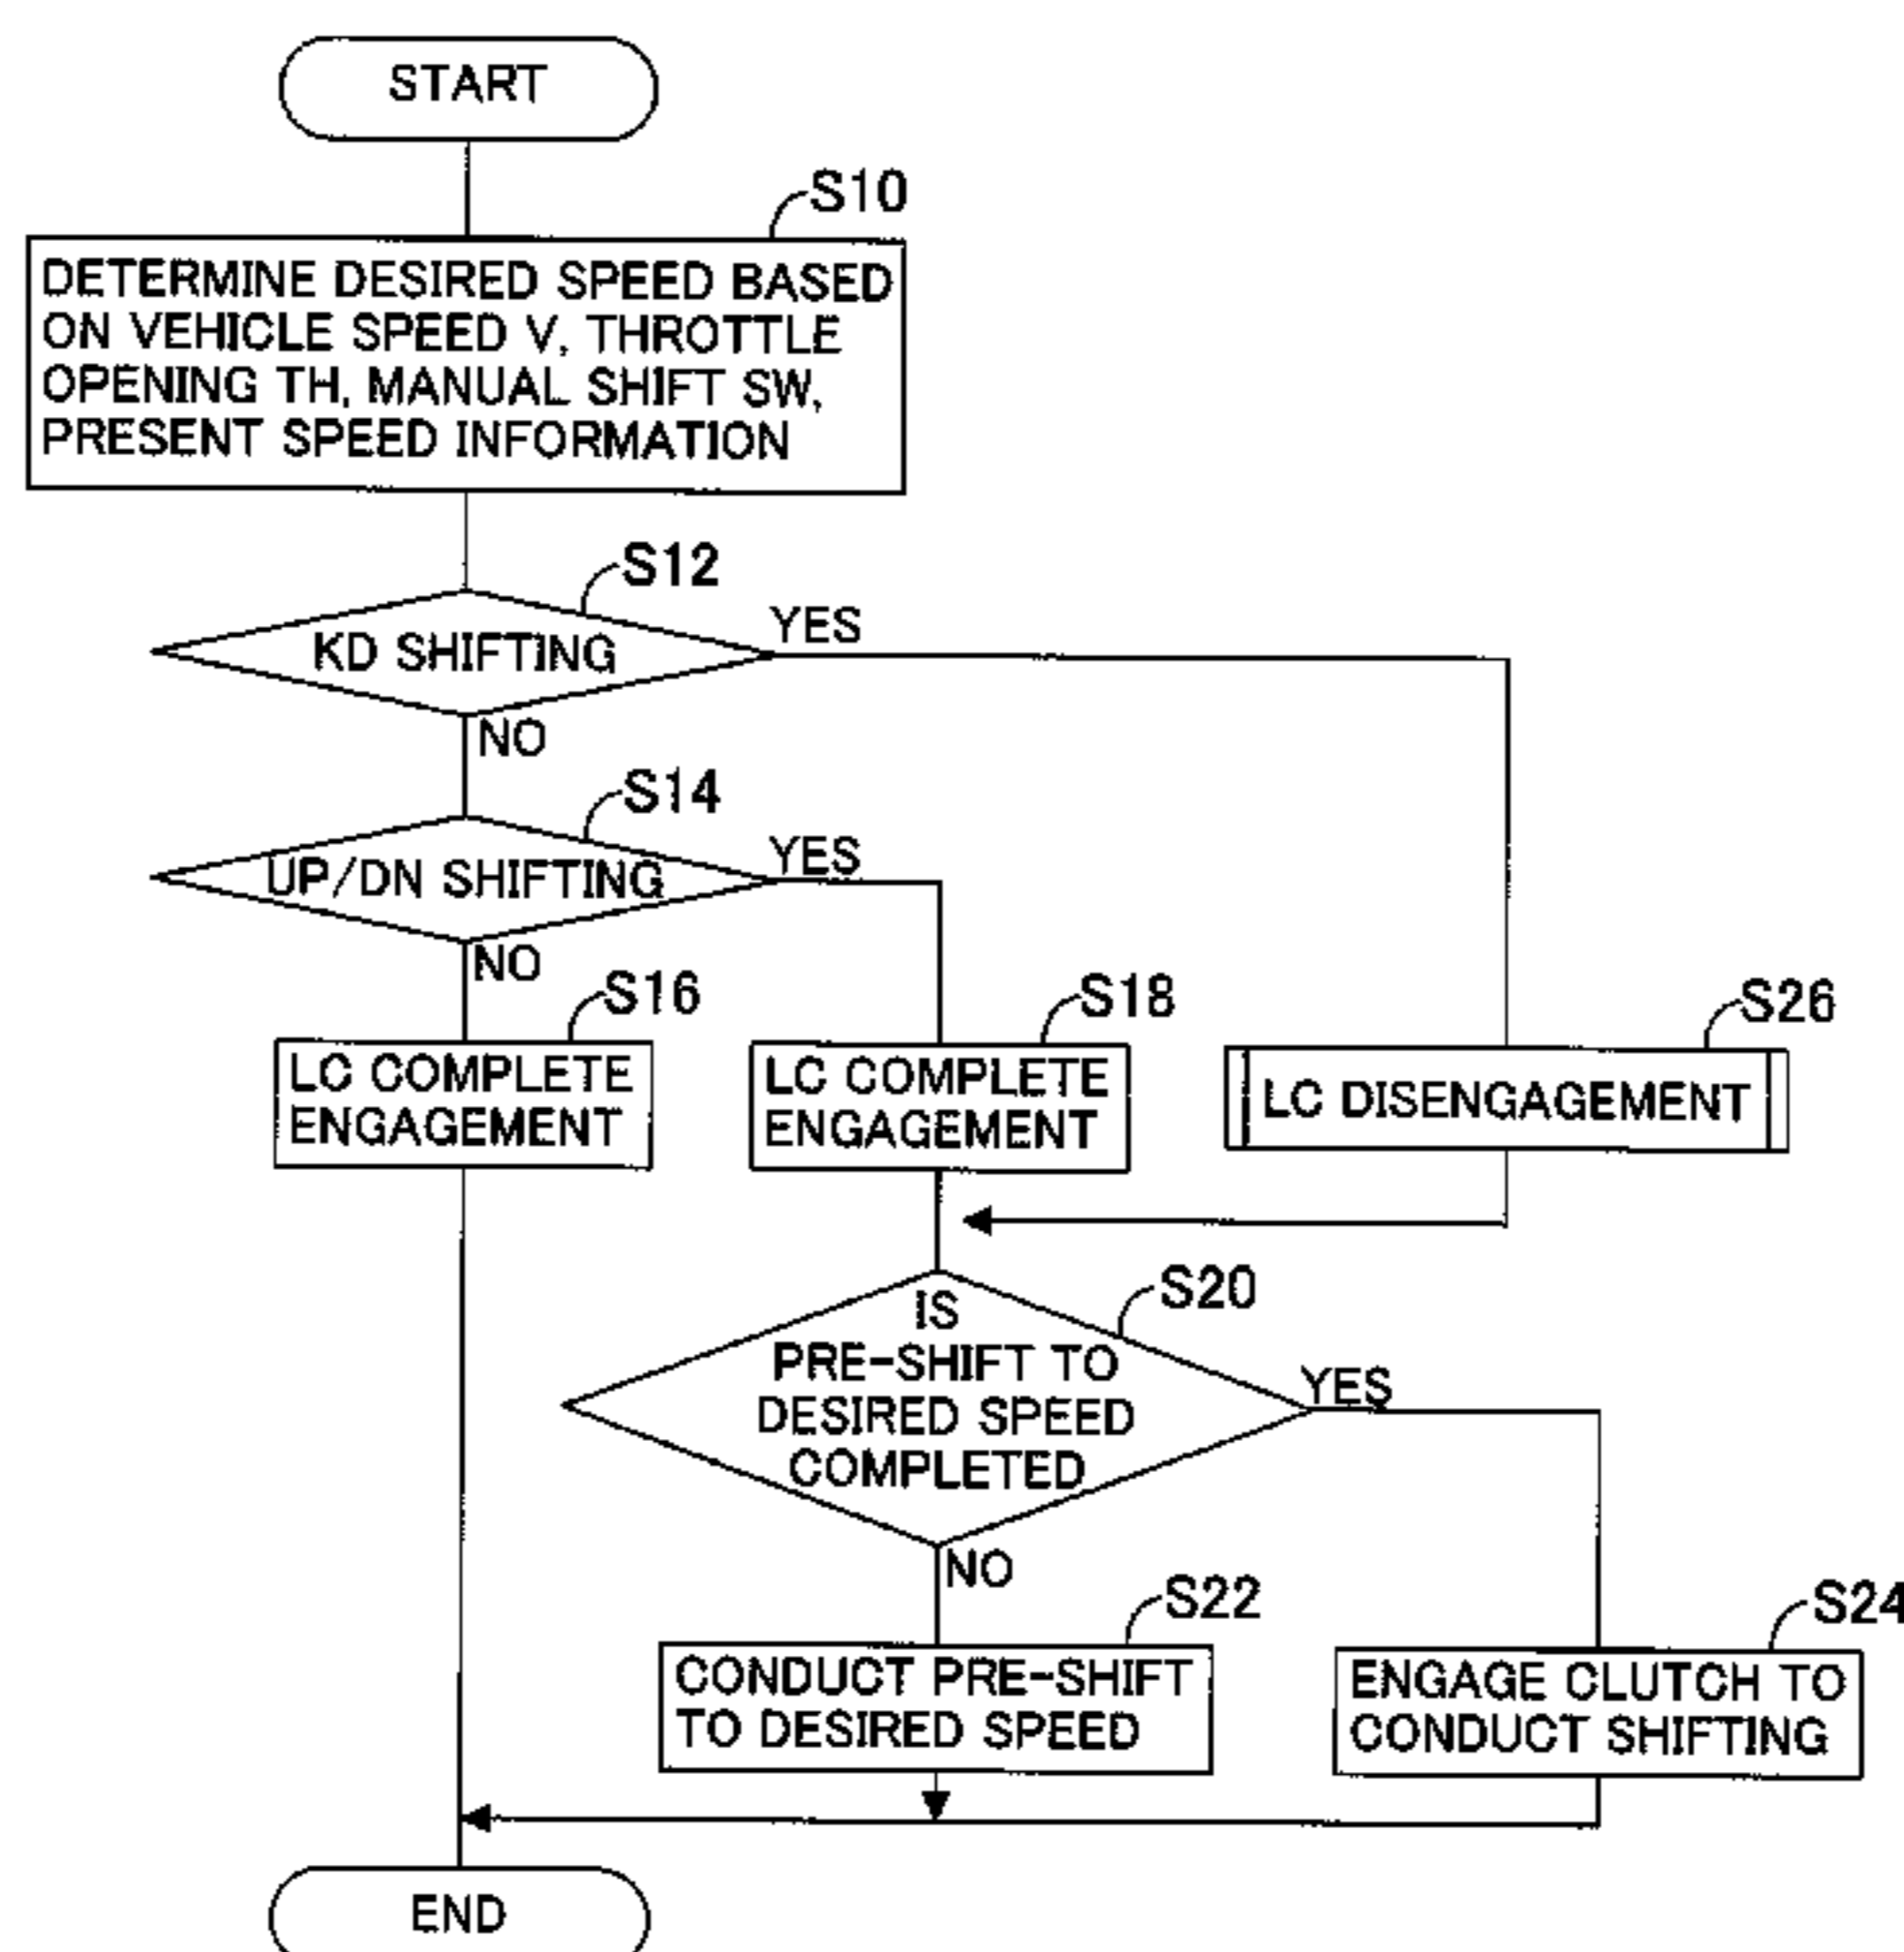 START
S10
DETERMINE DESIRED SPEED BASED
ON VEHICLE SPEED V, THROTTLE
OPENING TH, MANUAL SHIFT SW,
PRESENT SPEED INFORMATION
S12
KD SHIFTING
YES
NO
S14
UP/DN SHIFTING
YES
NO
S16
LC COMPLETE
ENGAGEMENT
S18
LC COMPLETE
ENGAGEMENT
S26
LC DISENGAGEMENT
S20
IS
PRE-SHIFT TO
DESIRED SPEED
COMPLETED
YES
NO
S22
CONDUCT PRE-SHIFT
TO DESIRED SPEED
S24
ENGAGE CLUTCH TO
CONDUCT SHIFTING
END